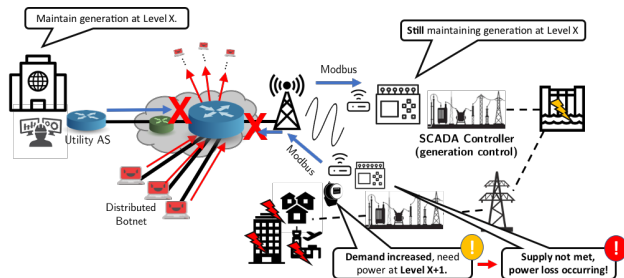 Maintain generation at Level X.
Still maintaining generation at Level X
Modbus
Utility AS
SCADA Controller
(generation control)
Modbus
Distributed
Botnet
Demand increased, need
power at Level X+1.
Supply not met,
power loss occurring!